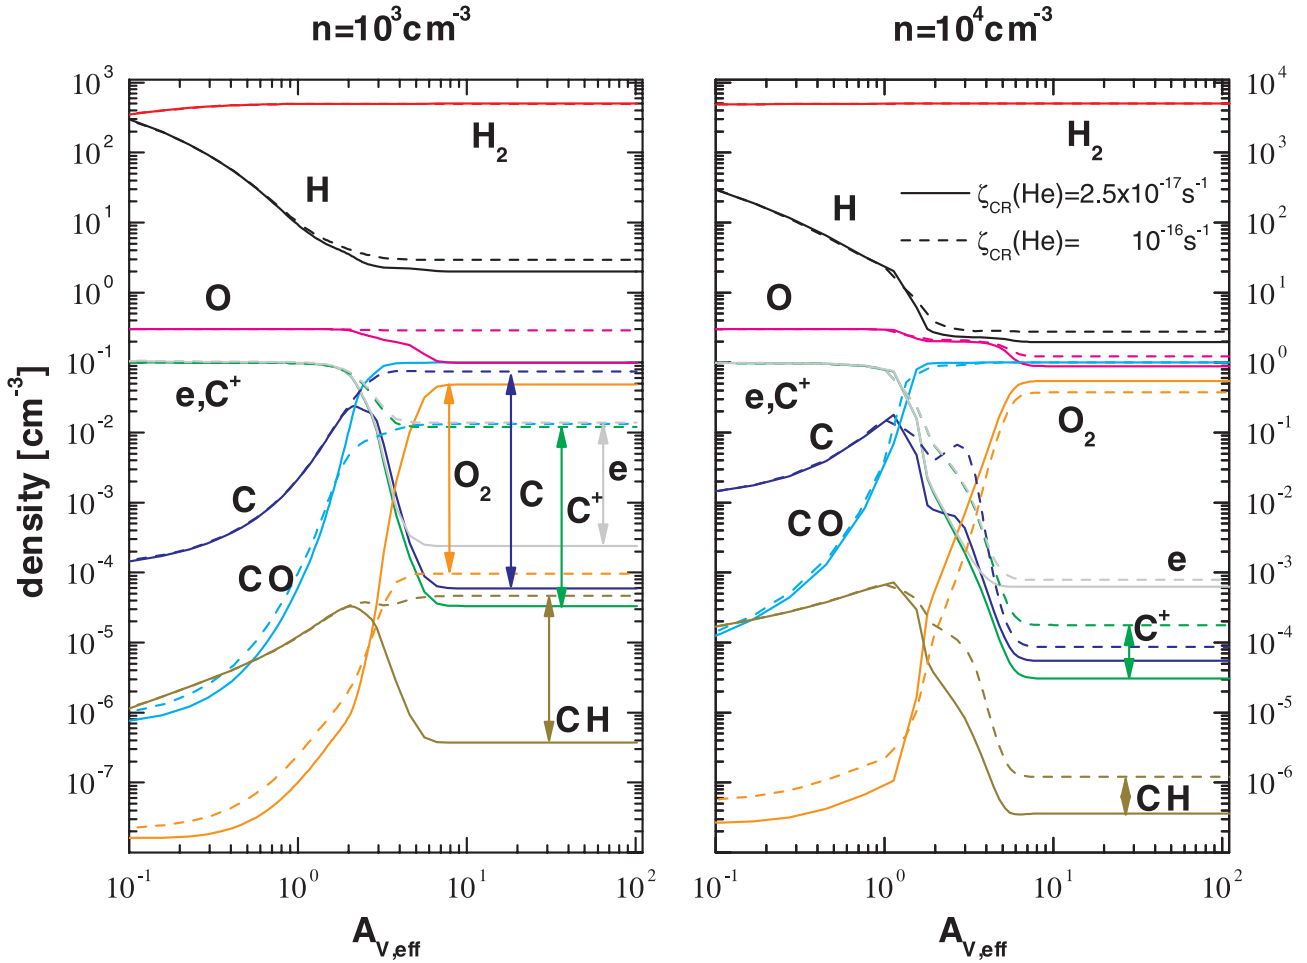 n=10³cm⁻³
n=10⁴cm⁻³
10³
10²
10¹
10⁰
10⁻¹
10⁻²
10⁻³
10⁻⁴
10⁻⁵
10⁻⁶
10⁻⁷
density [cm⁻³]
H₂
H
O
e,C⁺
C
CO
O₂
C
C⁺
e
CH
10⁻¹
10⁰
10¹
10²
A_V,eff
H₂
ζ_CR(He)=2.5x10⁻¹⁷s⁻¹
ζ_CR(He)= 10⁻¹⁶s⁻¹
H
O
e,C⁺
C
CO
O₂
e
C⁺
CH
10⁴
10³
10²
10¹
10⁰
10⁻¹
10⁻²
10⁻³
10⁻⁴
10⁻⁵
10⁻⁶
10⁻¹
10⁰
10¹
10²
A_V,eff